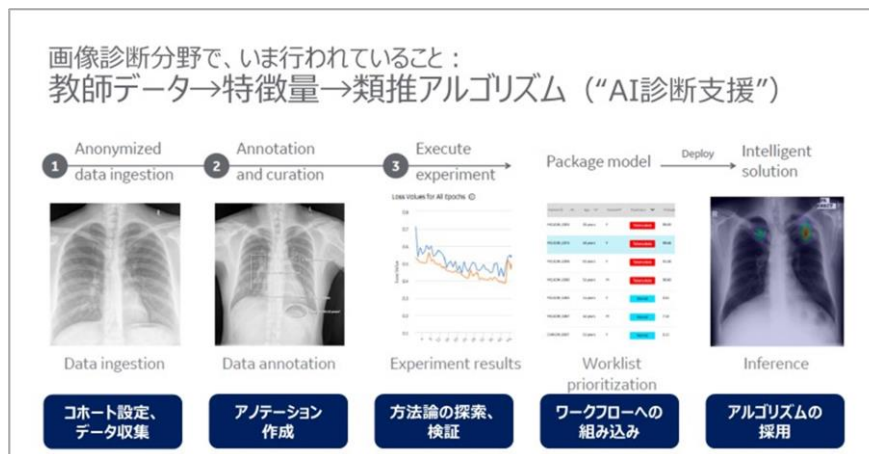 画像診断分野で、いま行われていること：
教師データ→特徴量→類推アルゴリズム（“AI診断支援”）
1
Anonymized
data ingestion
2
Annotation
and curation
3
Execute
experiment
Package model
Deploy
Intelligent
solution
Loss Values for All Epochs
Data ingestion
Data annotation
Experiment results
Worklist
prioritization
Inference
コホート設定、
データ収集
アノテーション
作成
方法論の探索、
検証
ワークフローへの
組み込み
アルゴリズムの
採用